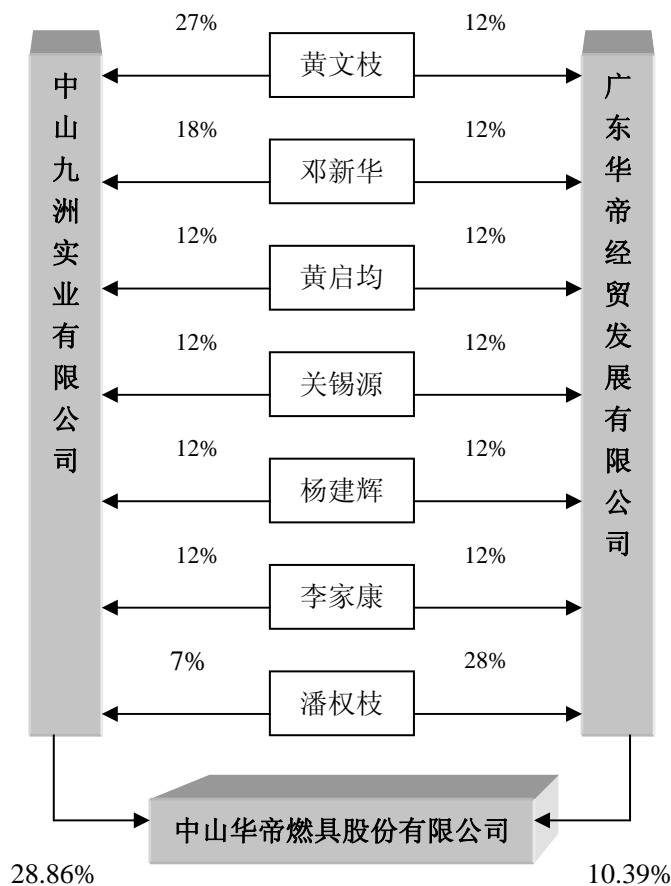 27% 12%
黄文枝
18% 12%
邓新华
12% 12%
黄启均
12% 12%
关锡源
12% 12%
杨建辉
12% 12%
李家康
7% 28%
潘权枝
中山九洲实业有限公司
广东华帝经贸发展有限公司
中山华帝燃具股份有限公司
28.86% 10.39%